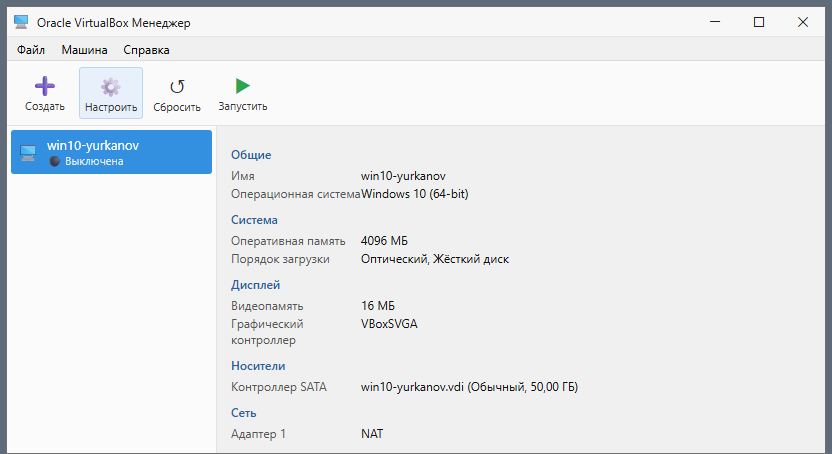 Oracle VirtualBox Менеджер
Файл Машина Справка
Создать Настроить Сбросить Запустить
win10-yurkanov
Выключена
Общие
Имя win10-yurkanov
Операционная система Windows 10 (64-bit)
Система
Оперативная память 4096 МБ
Порядок загрузки Оптический, Жёсткий диск
Дисплей
Видеопамять 16 МБ
Графический VBoxSVGA
контроллер
Носители
Контроллер SATA win10-yurkanov.vdi (Обычный, 50,00 ГБ)
Сеть
Адаптер 1 NAT